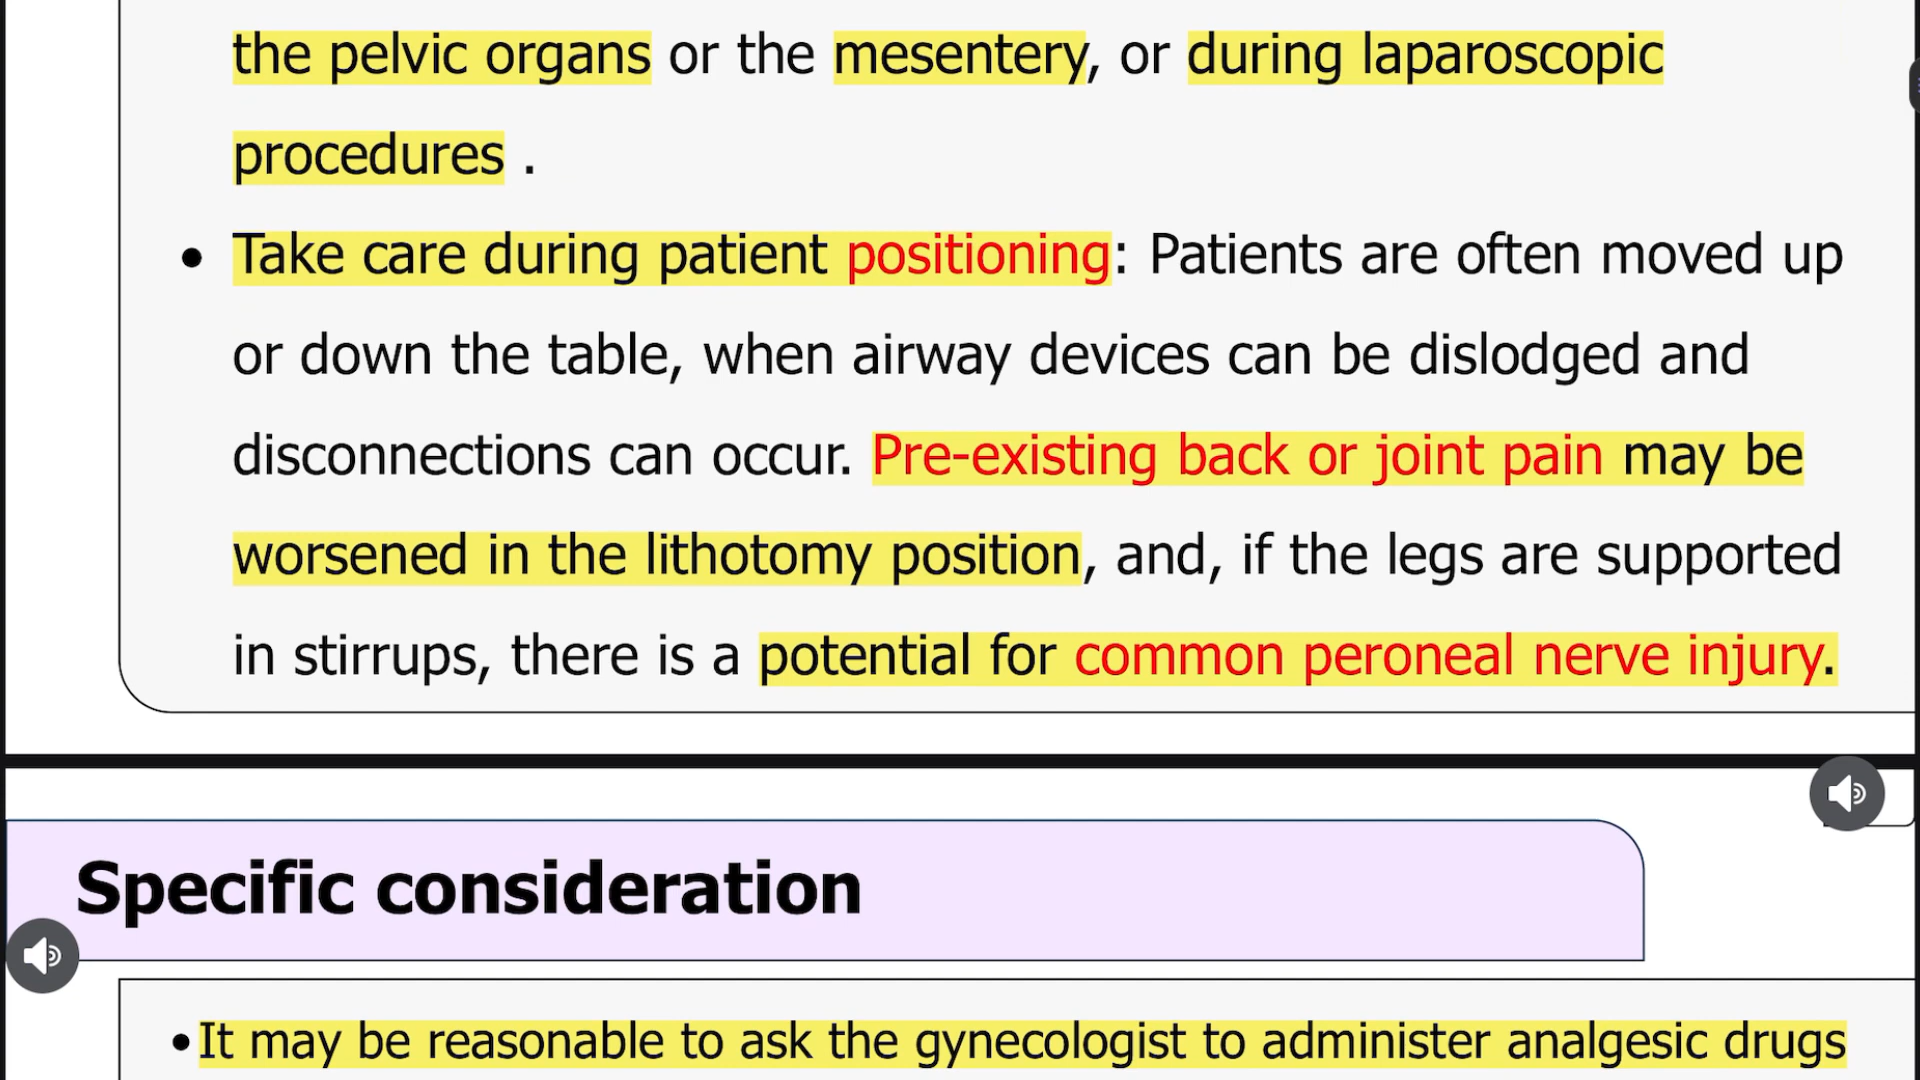 the pelvic organs or the mesentery, or during laparoscopic
procedures .
• Take care during patient positioning: Patients are often moved up
or down the table, when airway devices can be dislodged and
disconnections can occur. Pre-existing back or joint pain may be
worsened in the lithotomy position, and, if the legs are supported
in stirrups, there is a potential for common peroneal nerve injury.
Specific consideration
•It may be reasonable to ask the gynecologist to administer analgesic drugs